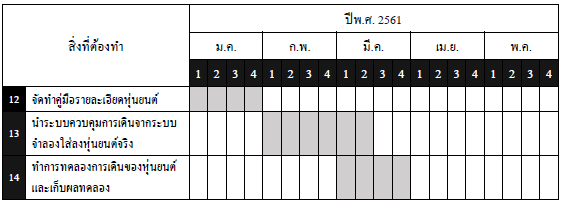 สิ่งที่ต้องทำ
ปีพ.ศ. 2561
ม.ค. ก.พ. มี.ค. เม.ย. พ.ค.
1 2 3 4 1 2 3 4 1 2 3 4 1 2 3 4 1 2 3 4
12 จัดทำคู่มือรายละเอียดหุ่นยนต์
13 นำระบบควบคุมการเดินจากระบบ
จำลองใส่ลงหุ่นยนต์จริง
14 ทำการทดลองการเดินของหุ่นยนต์
และเก็บผลทดลอง